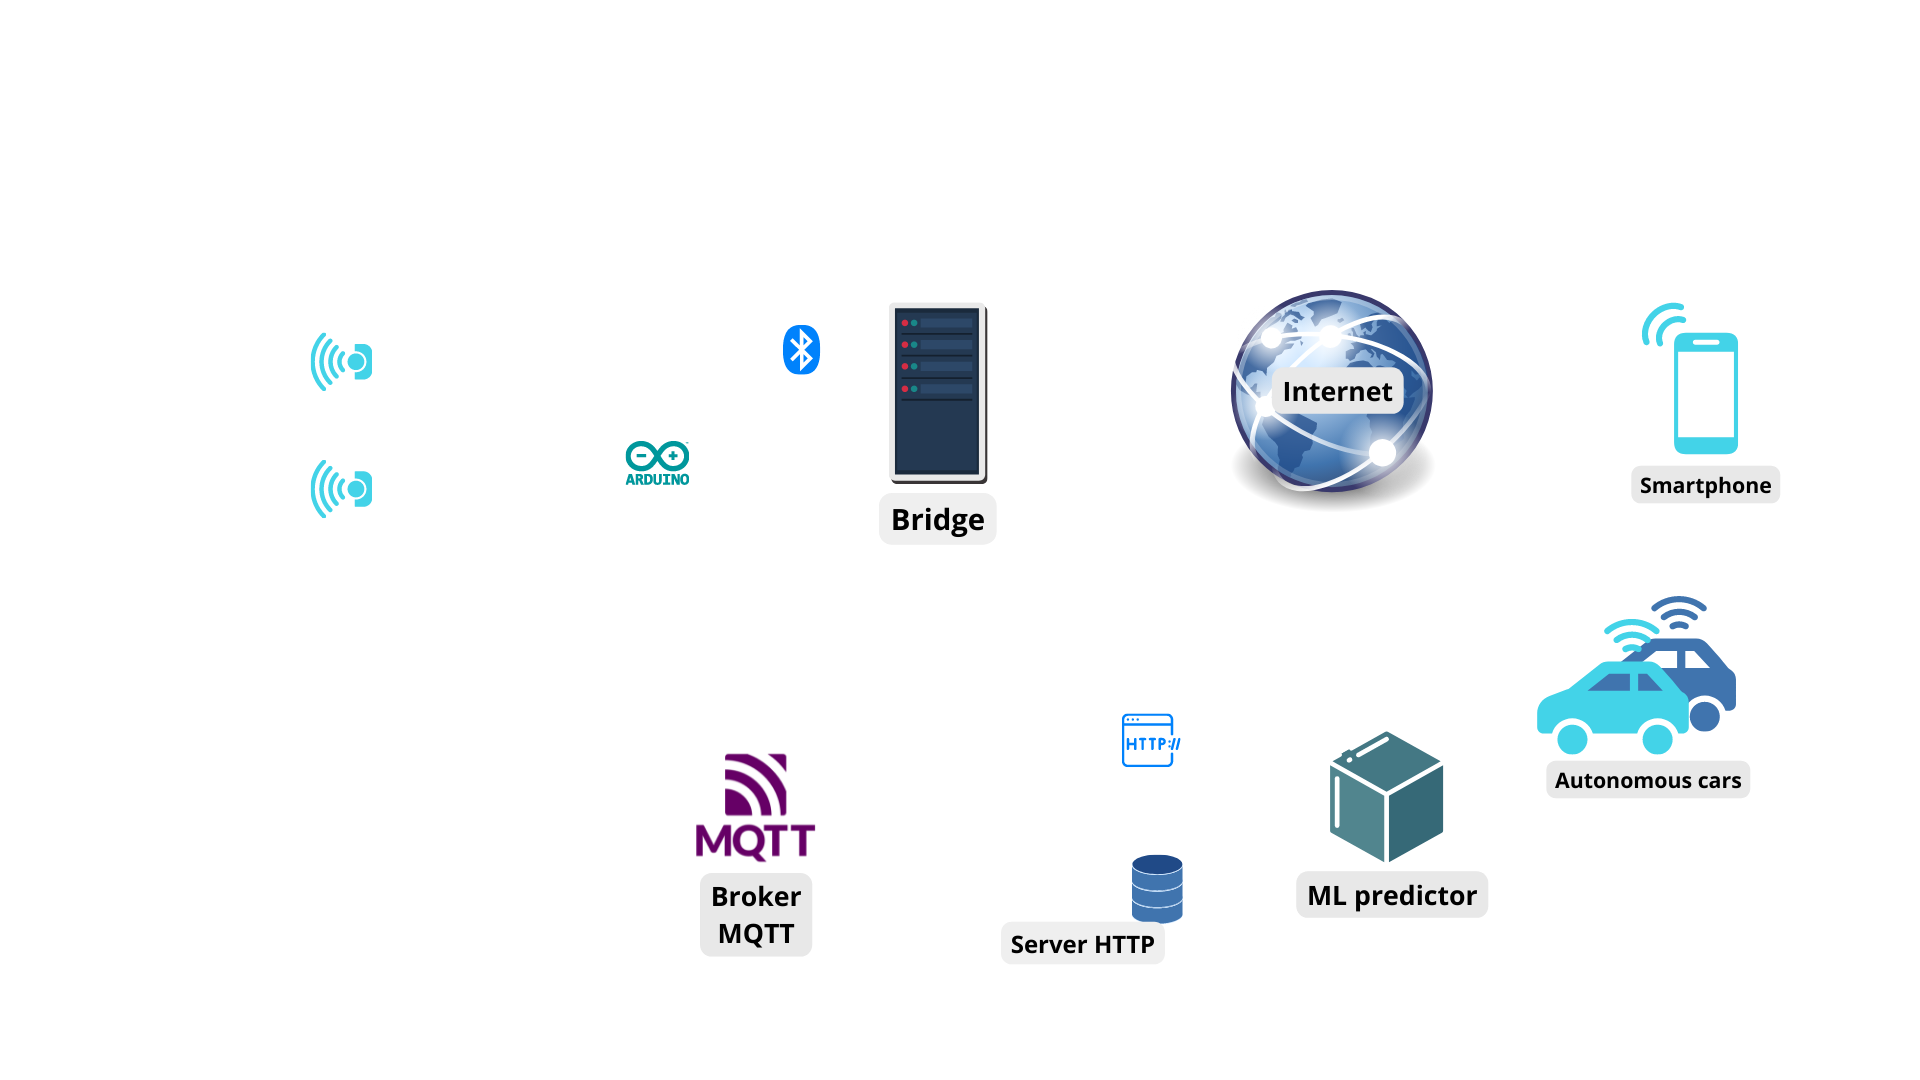 Internet
ARDUINO
Smartphone
Bridge
HTTP://
Autonomous cars
MQTT
Broker
MQTT
ML predictor
Server HTTP